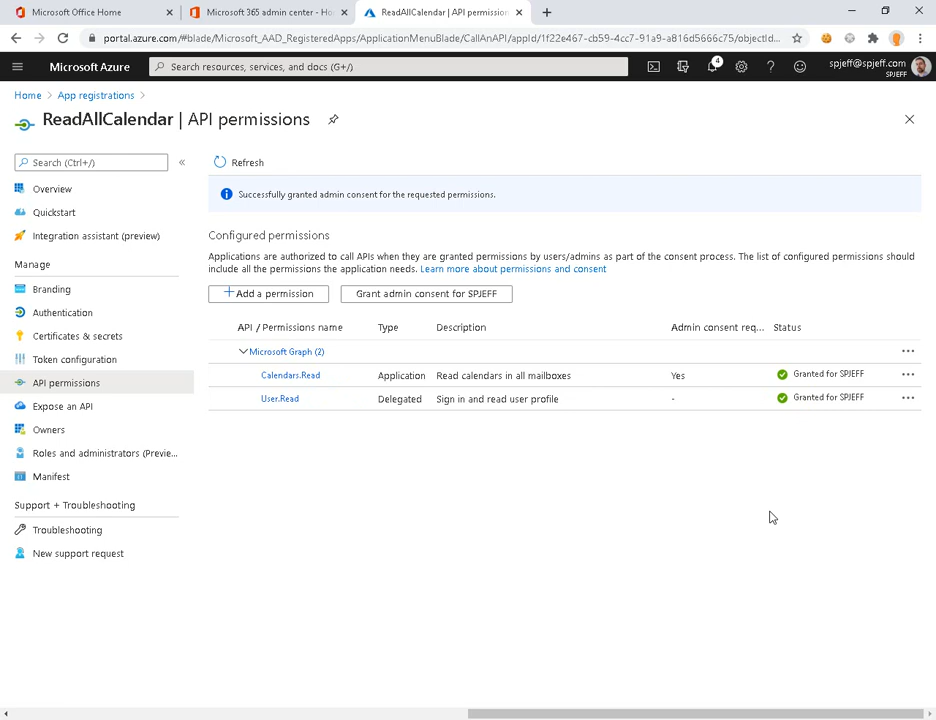 Microsoft Office Home
Microsoft 365 admin center - Ho
ReadAllCalendar | API permission
portal.azure.com/#blade/Microsoft_AAD_RegisteredApps/ApplicationMenuBlade/CallAnAPI/appId/1f22e467-cb59-4cc7-91a9-a816d5666c75/objectId...
Microsoft Azure
Search resources, services, and docs (G+/)
4
spjeff@spjeff.com
SPJEFF
Home > App registrations >
ReadAllCalendar | API permissions
Search (Ctrl+/)
«
Refresh
Overview
Quickstart
Integration assistant (preview)
Manage
Branding
Authentication
Certificates & secrets
Token configuration
API permissions
Expose an API
Owners
Roles and administrators (Previe...
Manifest
Support + Troubleshooting
Troubleshooting
New support request
Successfully granted admin consent for the requested permissions.
Configured permissions
Applications are authorized to call APIs when they are granted permissions by users/admins as part of the consent process. The list of configured permissions should
include all the permissions the application needs. Learn more about permissions and consent
+ Add a permission
Grant admin consent for SPJEFF
API / Permissions name Type Description Admin consent req... Status
Microsoft Graph (2) ...
Calendars.Read Application Read calendars in all mailboxes Yes Granted for SPJEFF ...
User.Read Delegated Sign in and read user profile - Granted for SPJEFF ...